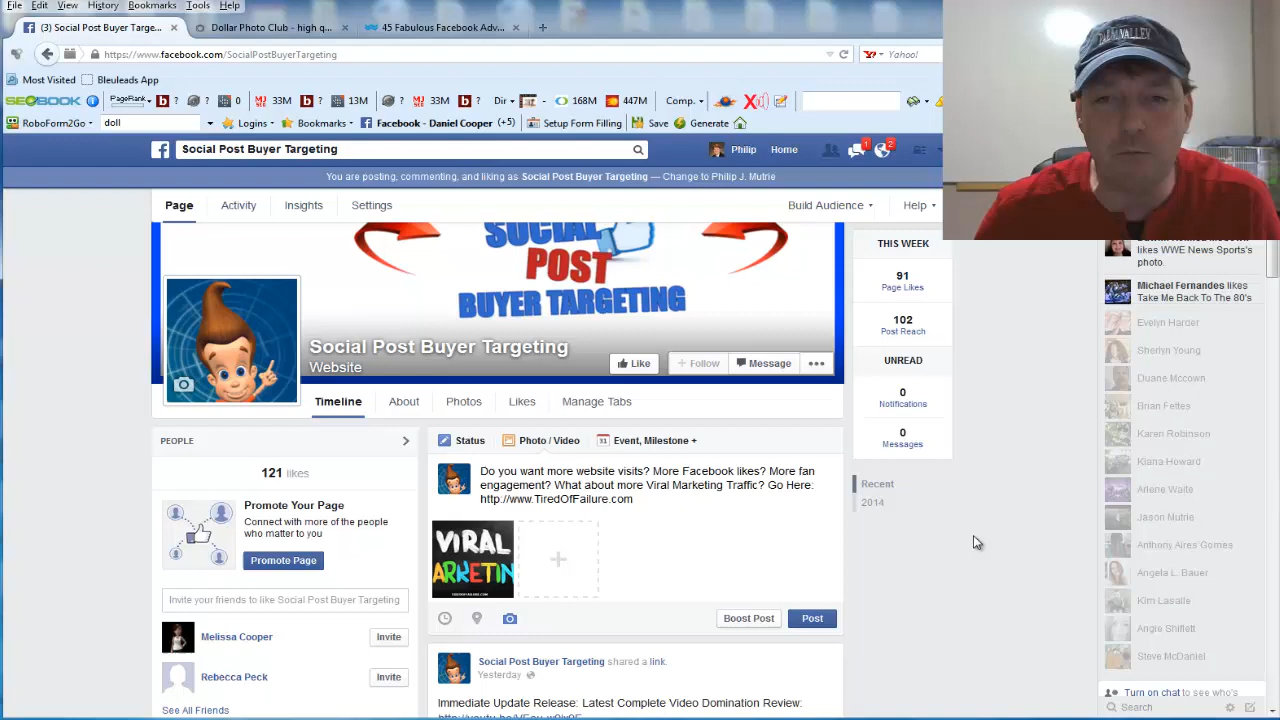 File Edit View History Bookmarks Tools Help
(3) Social Post Buyer Targe... × Dollar Photo Club - high q... × 45 Fabulous Facebook Adv... ×
https://www.facebook.com/SocialPostBuyerTargeting Yahoo!
Most Visited Bleuleads App
SEOBOOK PageRank ? 0 ? 33M ? 13M ? 33M ? Dir 168M 447M Comp.
RoboForm2Go doll Logins Bookmarks Facebook - Daniel Cooper (+5) Setup Form Filling Save Generate
Social Post Buyer Targeting Philip Home 1 2
You are posting, commenting, and liking as Social Post Buyer Targeting — Change to Philip J. Mutrie
Page Activity Insights Settings Build Audience Help
SOCIAL
POST
BUYER TARGETING
Social Post Buyer Targeting
Website
Like + Follow Message •••
Timeline About Photos Likes Manage Tabs
PEOPLE
121 likes
Promote Your Page
Connect with more of the people
who matter to you
Promote Page
Invite your friends to like Social Post Buyer Targeting
Melissa Cooper Invite
Rebecca Peck Invite
See All Friends
Status Photo / Video 31 Event, Milestone +
Do you want more website visits? More Facebook likes? More fan
engagement? What about more Viral Marketing Traffic? Go Here:
http://www.TiredOfFailure.com
VIRAL
ARKETIN
Boost Post Post
Social Post Buyer Targeting shared a link.
Yesterday
Immediate Update Release: Latest Complete Video Domination Review:
THIS WEEK
91
Page Likes
102
Post Reach
UNREAD
0
Notifications
0
Messages
Recent
2014
likes WWE News Sports's
photo.
Michael Fernandes likes
Take Me Back To The 80's
Evelyn Harder
Sherlyn Young
Duane Mccown
Brian Fettes
Karen Robinson
Kiana Howard
Arlene Waite
Jason Mutrie
Anthony Aires Gomes
Angela L. Bauer
Kim Lasalle
Angie Shiflett
Steve McDaniel
Turn on chat to see who's
Search